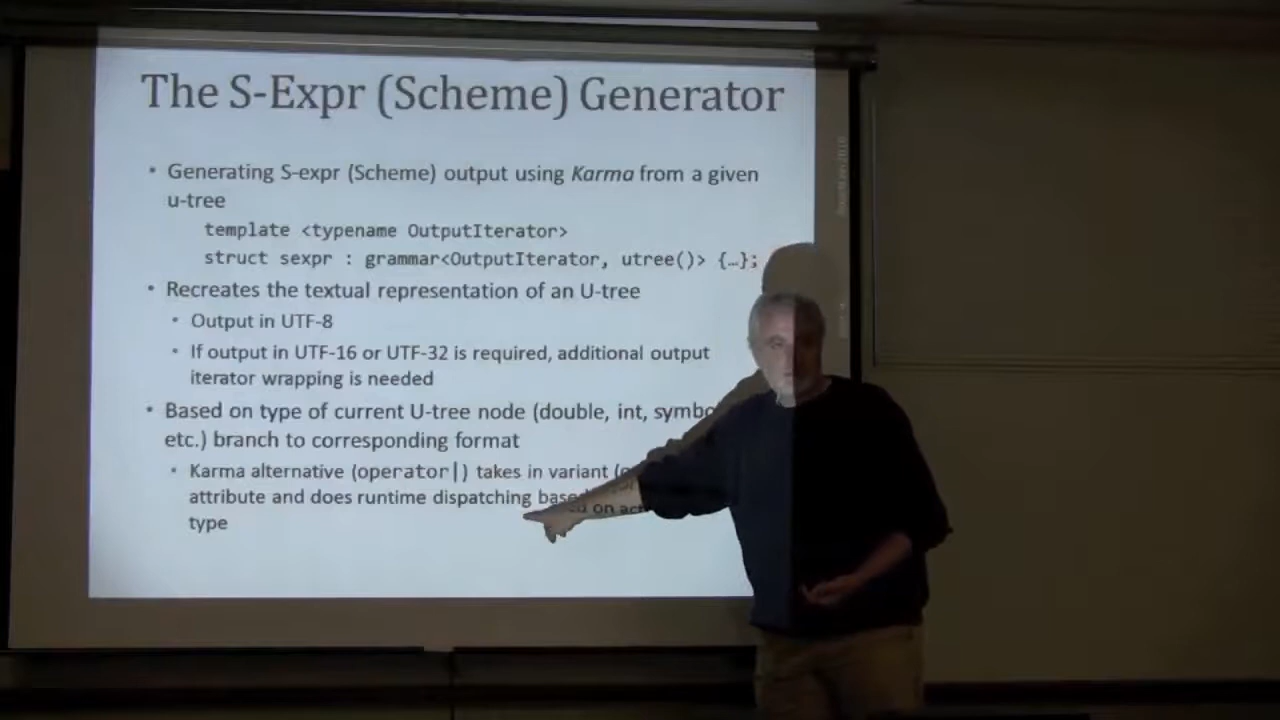 The S-Expr (Scheme) Generator
• Generating S-expr (Scheme) output using Karma from a given
u-tree
template <typename OutputIterator>
struct sexpr : grammar<OutputIterator, utree()> {…};
• Recreates the textual representation of an U-tree
• Output in UTF-8
• If output in UTF-16 or UTF-32 is required, additional output
iterator wrapping is needed
• Based on type of current U-tree node (double, int,
etc.) branch to corresponding format
• Karma alternative (operator|) takes in variant
attribute and does runtime dispatching based on
type